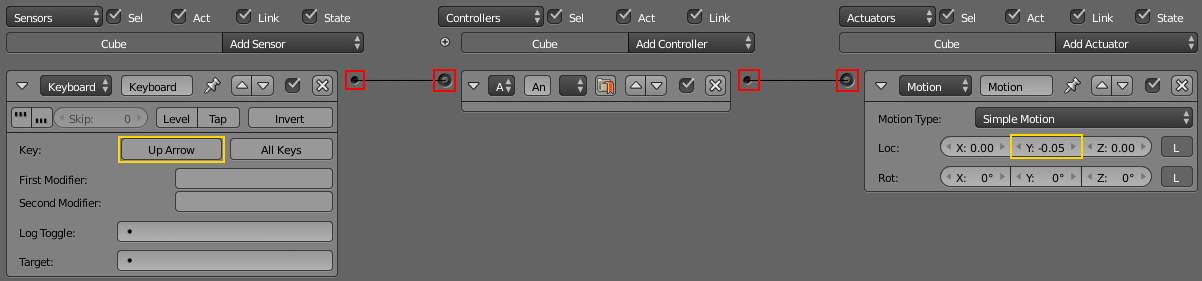 Sensors Sel Act Link State Controllers Sel Act Link Actuators Sel Act Link State
Cube Add Sensor Cube Add Controller Cube Add Actuator
Keyboard Keyboard A An Motion Motion
Skip: 0 Level Tap Invert Motion Type: Simple Motion
Key: Up Arrow All Keys Loc: X: 0.00 Y: -0.05 Z: 0.00 L
First Modifier: Rot: X: 0° Y: 0° Z: 0° L
Second Modifier:
Log Toggle:
Target: